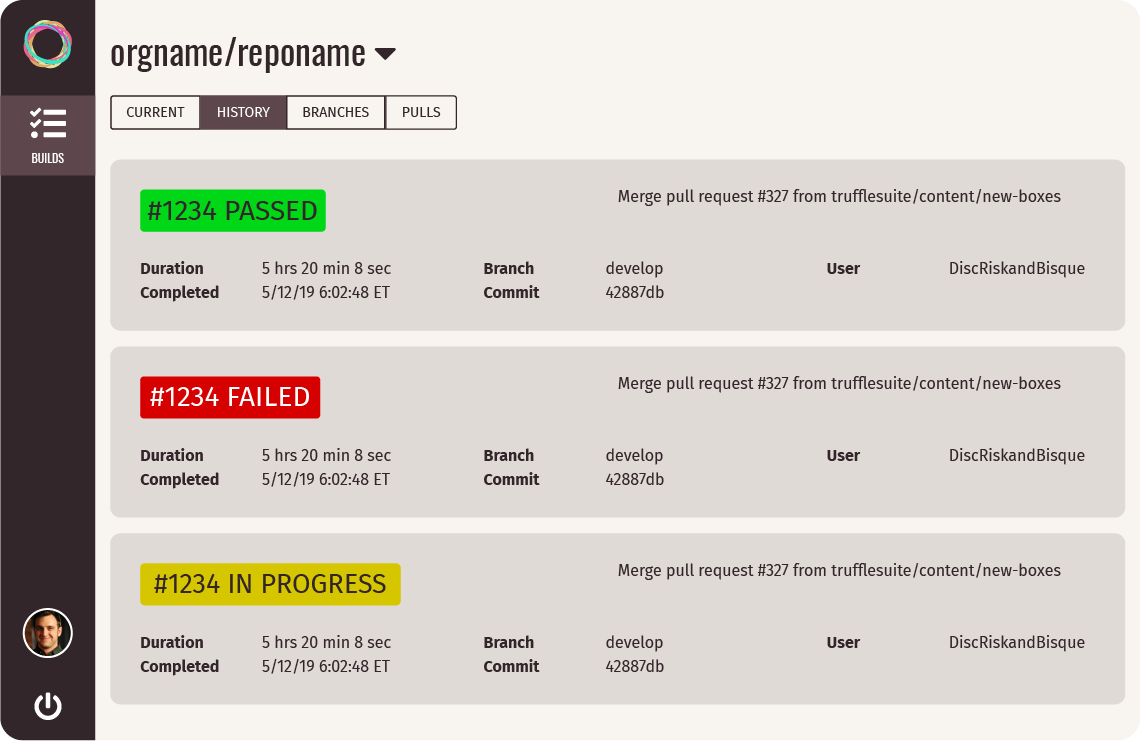 orgname/reponame
CURRENT HISTORY BRANCHES PULLS
BUILDS
#1234 PASSED
Merge pull request #327 from trufflesuite/content/new-boxes
Duration 5 hrs 20 min 8 sec Branch develop User DiscRiskandBisque
Completed 5/12/19 6:02:48 ET Commit 42887db
#1234 FAILED
Merge pull request #327 from trufflesuite/content/new-boxes
Duration 5 hrs 20 min 8 sec Branch develop User DiscRiskandBisque
Completed 5/12/19 6:02:48 ET Commit 42887db
#1234 IN PROGRESS
Merge pull request #327 from trufflesuite/content/new-boxes
Duration 5 hrs 20 min 8 sec Branch develop User DiscRiskandBisque
Completed 5/12/19 6:02:48 ET Commit 42887db